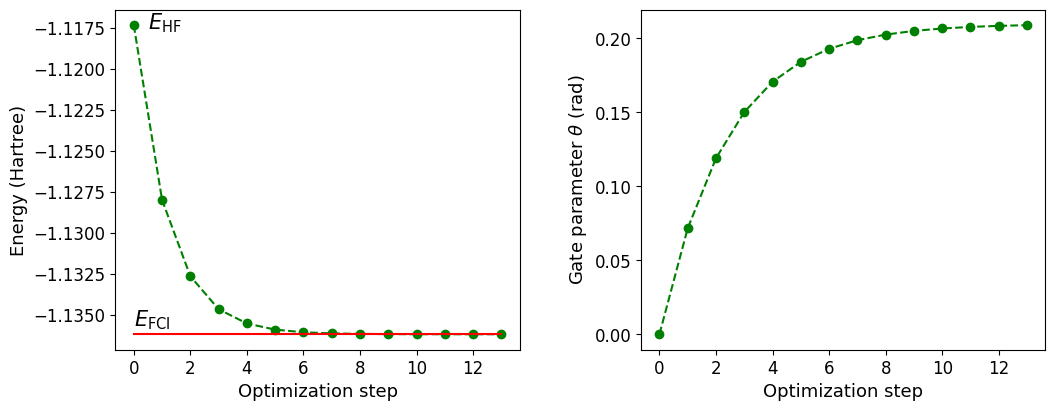 −1.1175
−1.1200
−1.1225
−1.1250
−1.1275
−1.1300
−1.1325
−1.1350
Energy (Hartree)
E_HF
E_FCI
0 2 4 6 8 10 12
Optimization step
0.20
0.15
0.10
0.05
0.00
Gate parameter θ (rad)
0 2 4 6 8 10 12
Optimization step